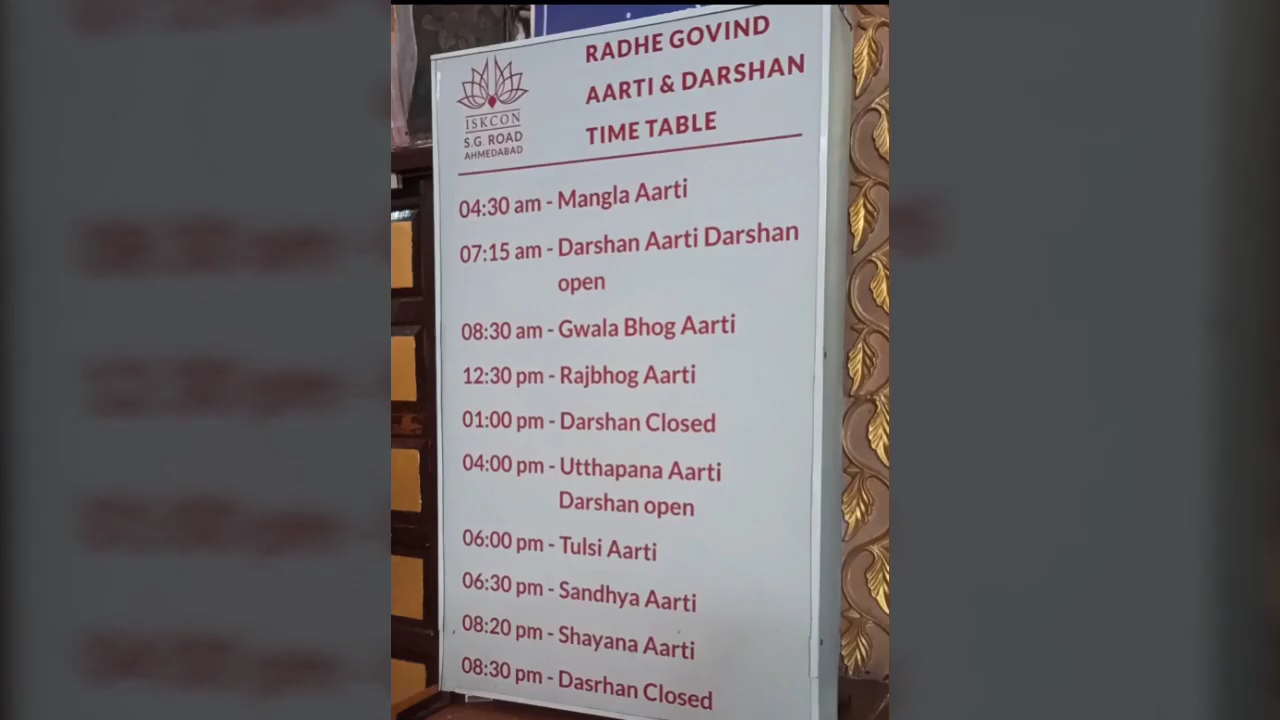 ISKCON
S.G. ROAD
AHMEDABAD
RADHE GOVIND
AARTI & DARSHAN
TIME TABLE
04:30 am - Mangla Aarti
07:15 am - Darshan Aarti Darshan
open
08:30 am - Gwala Bhog Aarti
12:30 pm - Rajbhog Aarti
01:00 pm - Darshan Closed
04:00 pm - Utthapana Aarti
Darshan open
06:00 pm - Tulsi Aarti
06:30 pm - Sandhya Aarti
08:20 pm - Shayana Aarti
08:30 pm - Dasrhan Closed